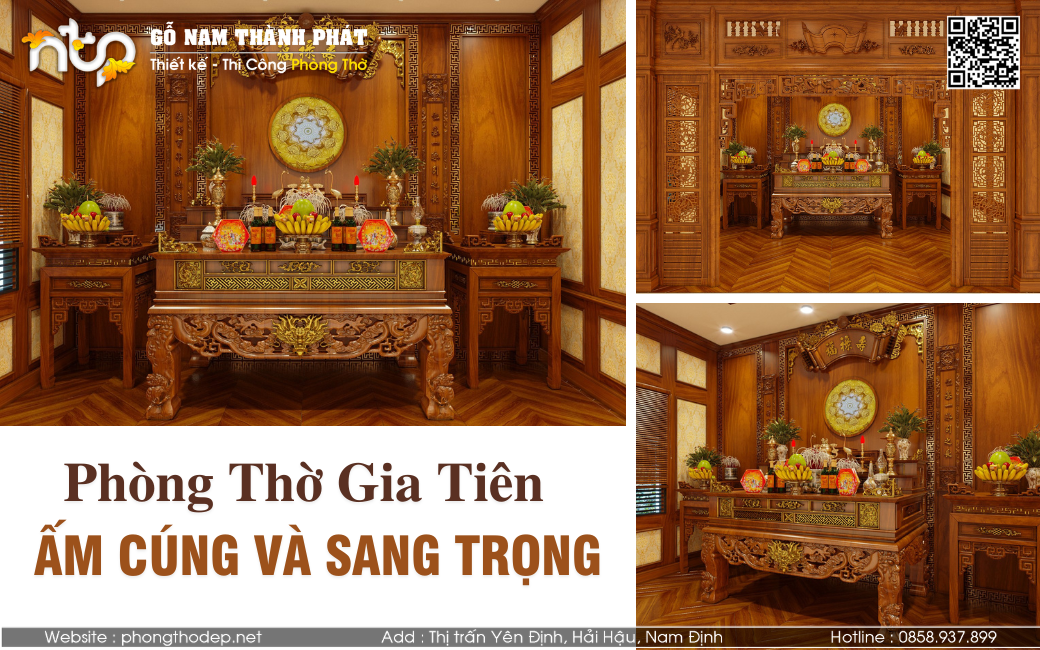 ntp
GỖ NAM THÀNH PHÁT
Thiết kế - Thi Công Phòng Thờ
Phòng Thờ Gia Tiên
ẤM CÚNG VÀ SANG TRỌNG
Website : phongthodep.net
Add : Thị trấn Yên Định, Hải Hậu, Nam Định
Hotline : 0858.937.899